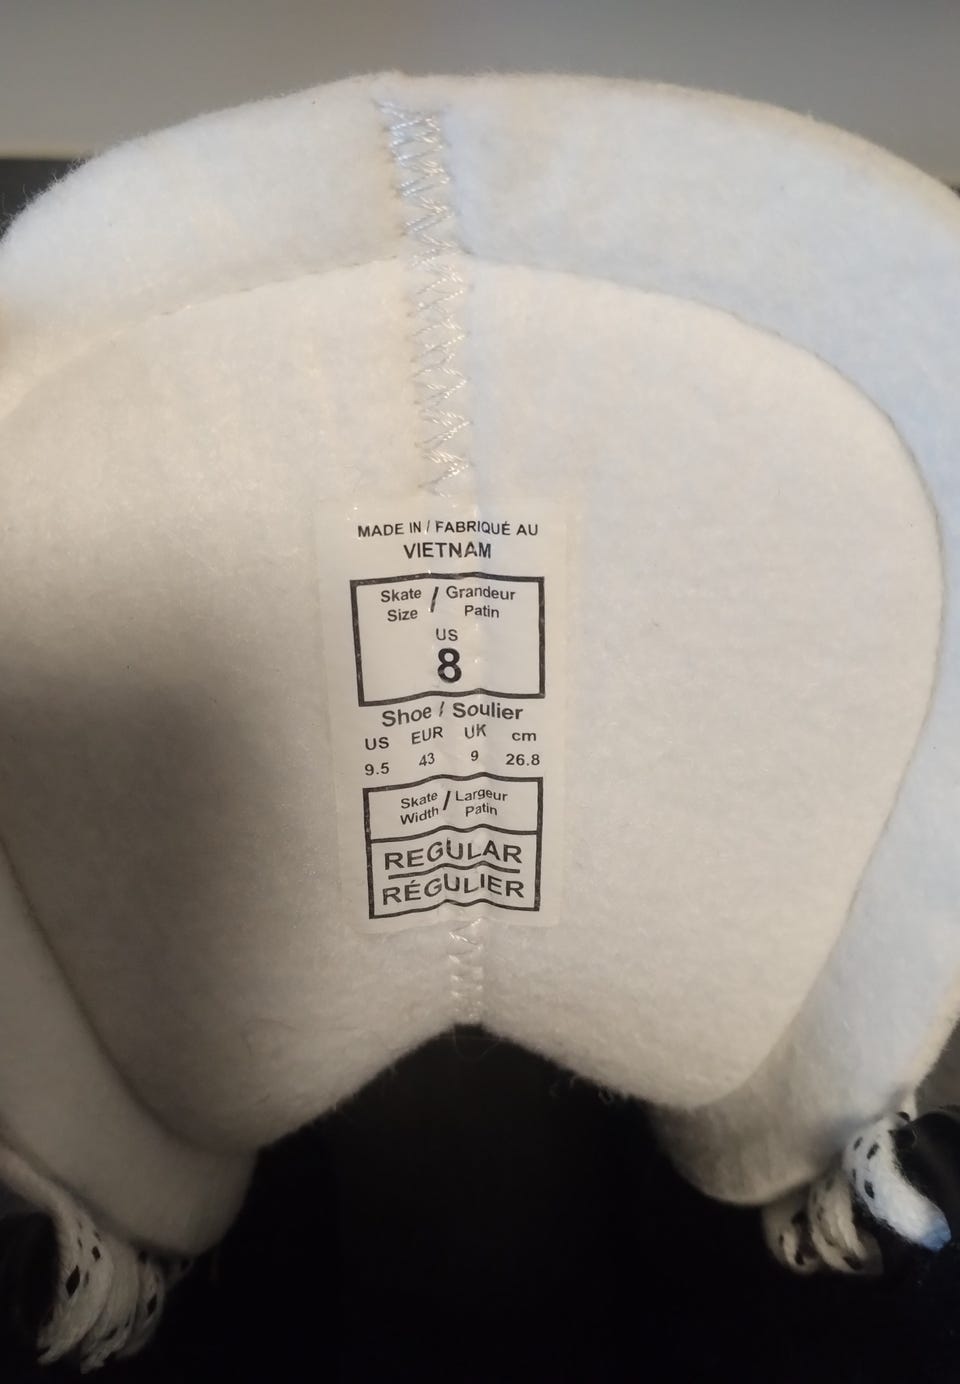 MADE IN / FABRIQUÉ AU
VIETNAM
Skate Size / Grandeur Patin
US
8
Shoe / Soulier
US EUR UK cm
9.5 43 9 26.8
Skate Width / Largeur Patin
REGULAR
RÉGULIER